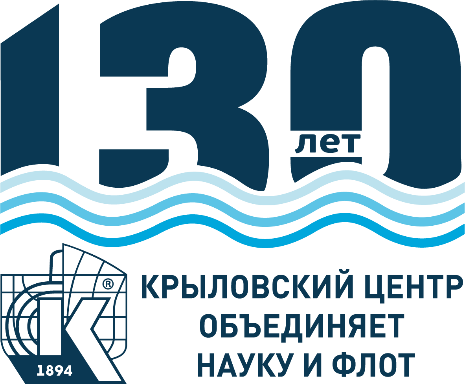 130
лет
КРЫЛОВСКИЙ ЦЕНТР
ОБЪЕДИНЯЕТ
НАУКУ И ФЛОТ
К ®
1894